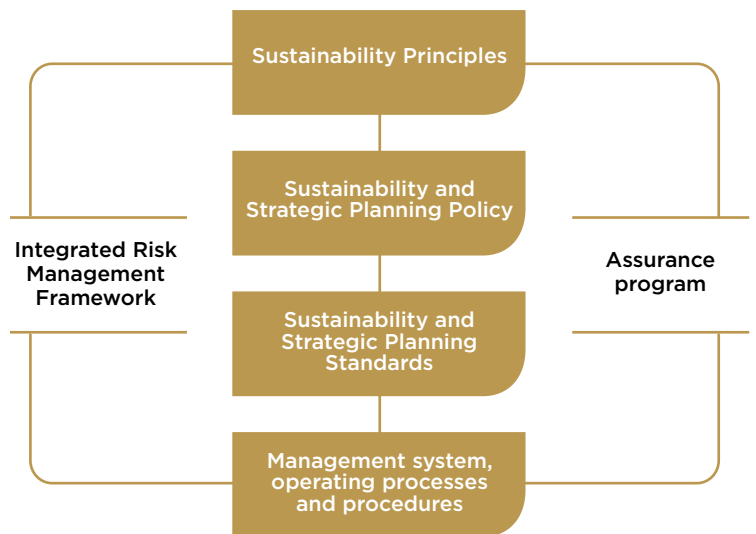 Sustainability Principles
Sustainability and
Strategic Planning Policy
Integrated Risk
Management
Framework
Assurance
program
Sustainability and
Strategic Planning
Standards
Management system,
operating processes
and procedures